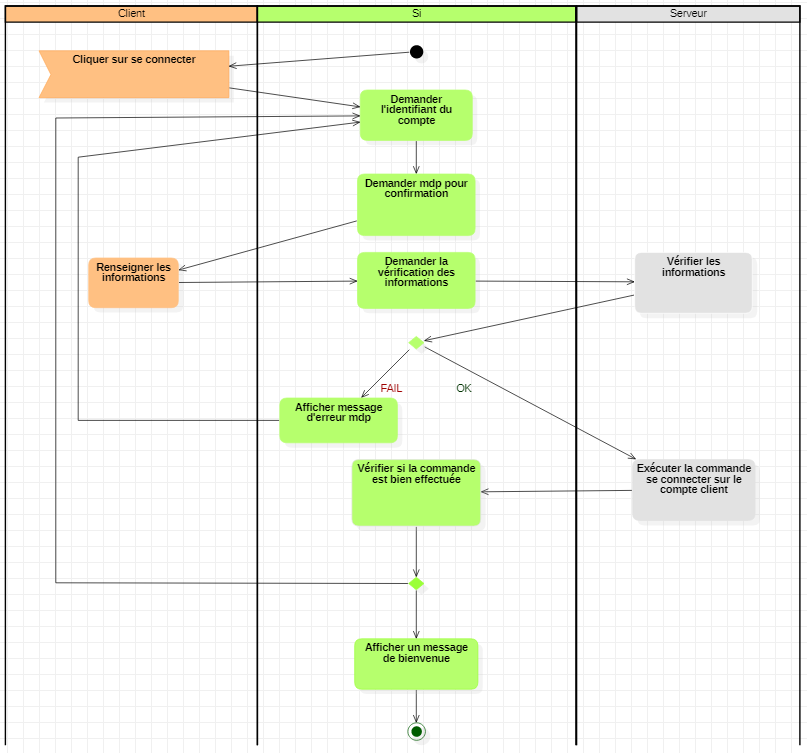 Client
Si
Serveur
Cliquer sur se connecter
Demander
l'identifiant du
compte
Demander mdp pour
confirmation
Renseigner les
informations
Demander la
vérification des
informations
Vérifier les
informations
FAIL
OK
Afficher message
d'erreur mdp
Vérifier si la commande
est bien effectuée
Exécuter la commande
se connecter sur le
compte client
Afficher un message
de bienvenue